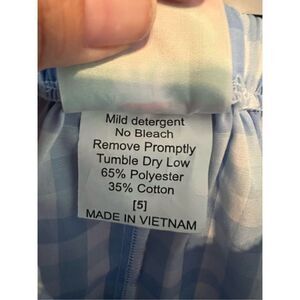 Mild detergent
No Bleach
Remove Promptly
Tumble Dry Low
65% Polyester
35% Cotton
[5]
MADE IN VIETNAM